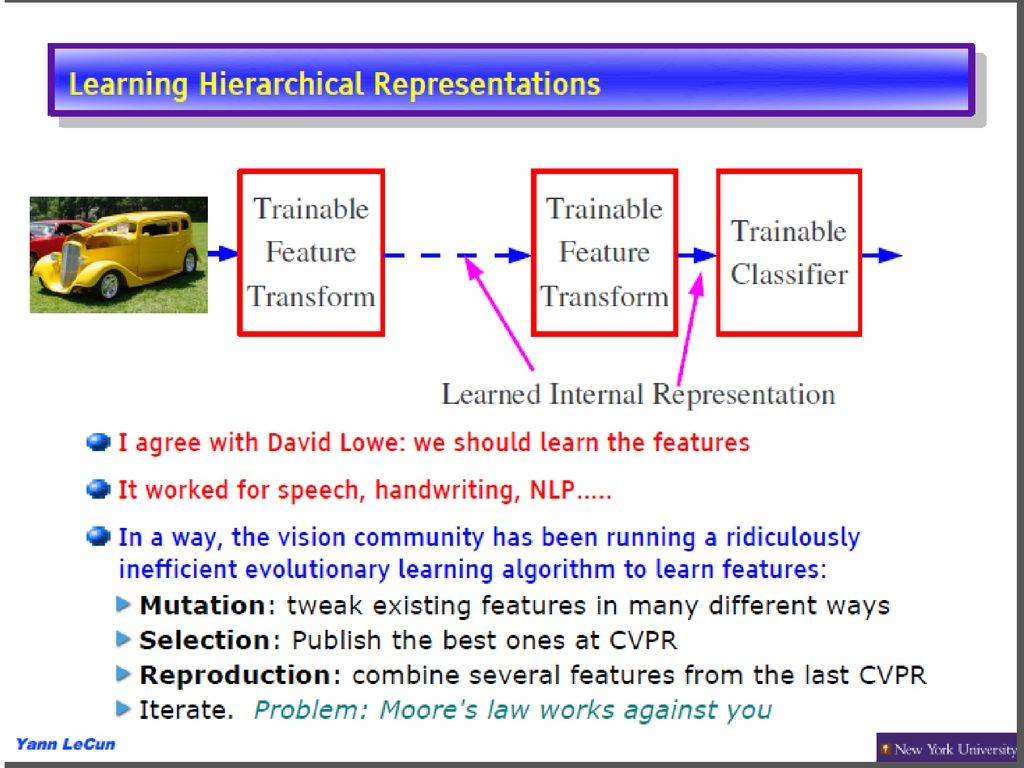 Learning Hierarchical Representations
Trainable
Feature
Transform
Trainable
Feature
Transform
Trainable
Classifier
Learned Internal Representation
I agree with David Lowe: we should learn the features
It worked for speech, handwriting, NLP.....
In a way, the vision community has been running a ridiculously
inefficient evolutionary learning algorithm to learn features:
Mutation: tweak existing features in many different ways
Selection: Publish the best ones at CVPR
Reproduction: combine several features from the last CVPR
Iterate. Problem: Moore's law works against you
Yann LeCun
New York University